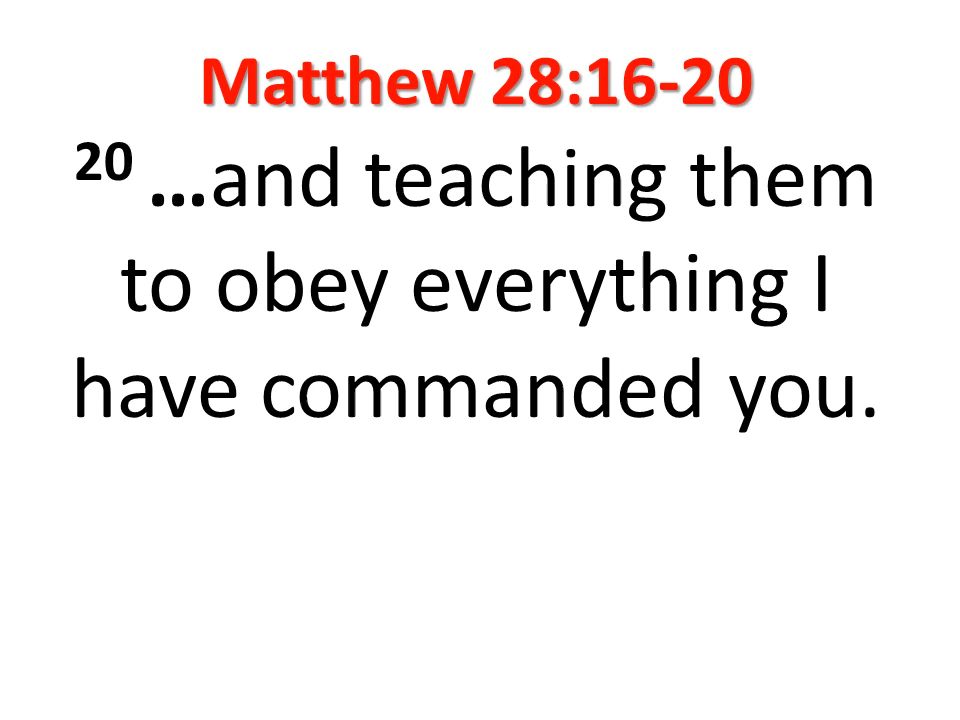 Matthew 28:16-20
20 …and teaching them
to obey everything I
have commanded you.